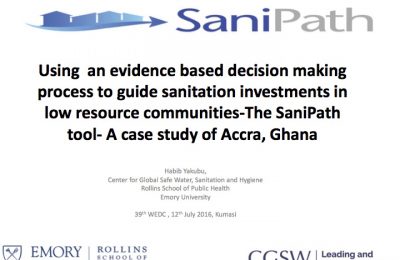 SaniPath
Using an evidence based decision making
process to guide sanitation investments in
low resource communities-The SaniPath
tool- A case study of Accra, Ghana
Habib Yakubu,
Center for Global Safe Water, Sanitation and Hygiene
Rollins School of Public Health
Emory University
39th WEDC , 12th July 2016, Kumasi
EMORY
UNIVERSITY
ROLLINS
SCHOOL OF
CGSW
Leading and